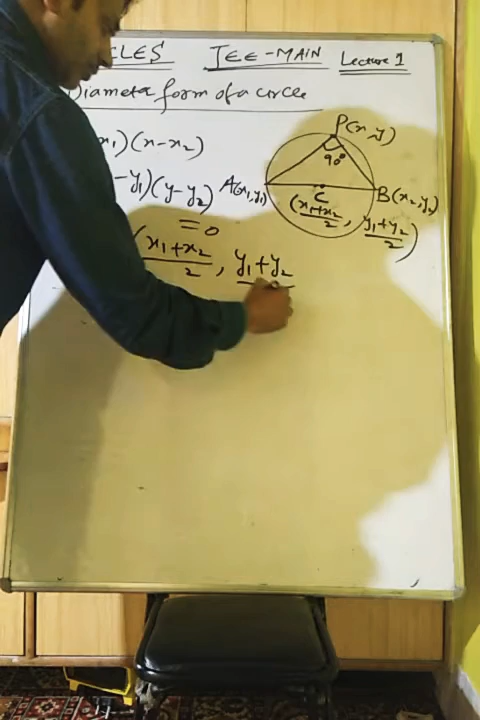 CLES JEE-MAIN Lecture 1
Diameter form of a circle
x₁)(x-x₂)
-y₁)(y-y₂)
=0
(x₁+x₂/2, y₁+y₂
P(x,y)
90°
A(x₁,y₁)
B(x₂,y₂)
C
(x₁+x₂/2, y₁+y₂/2)